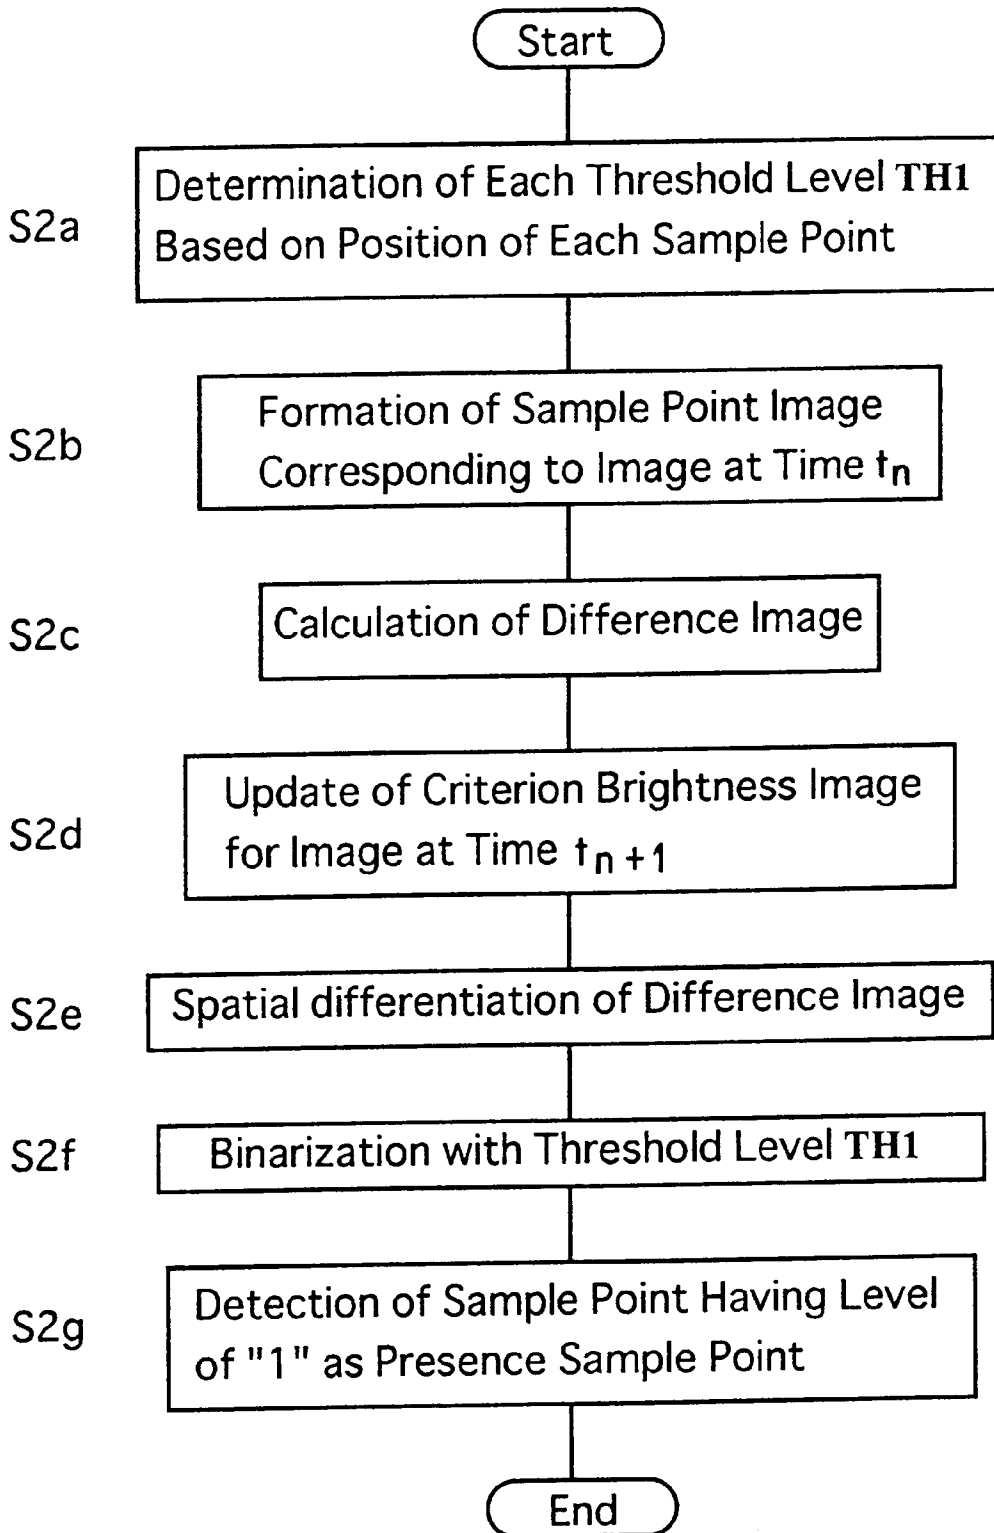 Start
S2a
Determination of Each Threshold Level TH1
Based on Position of Each Sample Point
S2b
Formation of Sample Point Image
Corresponding to Image at Time tn
S2c
Calculation of Difference Image
S2d
Update of Criterion Brightness Image
for Image at Time tn+1
S2e
Spatial differentiation of Difference Image
S2f
Binarization with Threshold Level TH1
S2g
Detection of Sample Point Having Level
of "1" as Presence Sample Point
End